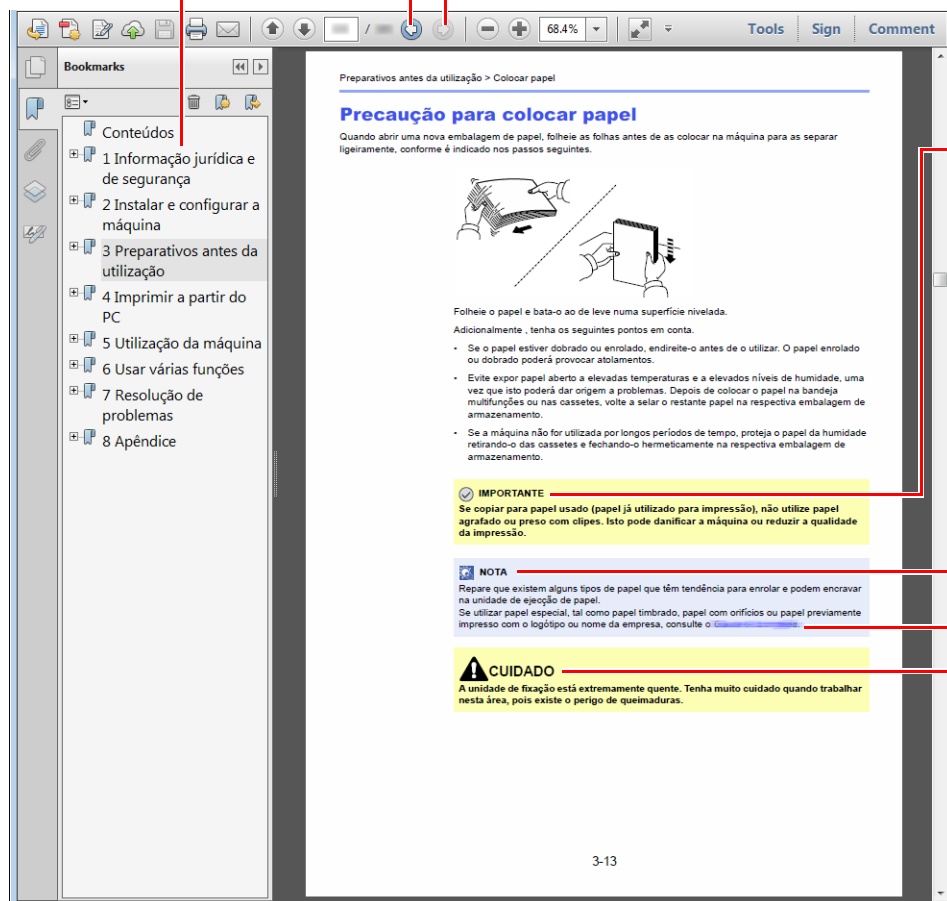 /
68.4%
Tools
Sign
Comment
Bookmarks
Conteúdos
1 Informação jurídica e
de segurança
2 Instalar e configurar a
máquina
3 Preparativos antes da
utilização
4 Imprimir a partir do
PC
5 Utilização da máquina
6 Usar várias funções
7 Resolução de
problemas
8 Apêndice
Preparativos antes da utilização > Colocar papel
Precaução para colocar papel
Quando abrir uma nova embalagem de papel, folheie as folhas antes de as colocar na máquina para as separar
ligeiramente, conforme é indicado nos passos seguintes.
Folheie o papel e bata-o ao de leve numa superfície nivelada.
Adicionalmente , tenha os seguintes pontos em conta.
• Se o papel estiver dobrado ou enrolado, endireite-o antes de o utilizar. O papel enrolado
ou dobrado poderá provocar atolamentos.
• Evite expor papel aberto a elevadas temperaturas e a elevados níveis de humidade, uma
vez que isto poderá dar origem a problemas. Depois de colocar o papel na bandeja
multifunções ou nas cassetes, volte a selar o restante papel na respectiva embalagem de
armazenamento.
• Se a máquina não for utilizada por longos períodos de tempo, proteja o papel da humidade
retirando-o das cassetes e fechando-o hermeticamente na respectiva embalagem de
armazenamento.
IMPORTANTE
Se copiar para papel usado (papel já utilizado para impressão), não utilize papel
agrafado ou preso com clipes. Isto pode danificar a máquina ou reduzir a qualidade
da impressão.
NOTA
Repare que existem alguns tipos de papel que têm tendência para enrolar e podem encravar
na unidade de ejecção de papel.
Se utilizar papel especial, tal como papel timbrado, papel com orifícios ou papel previamente
impresso com o logótipo ou nome da empresa, consulte o
CUIDADO
A unidade de fixação está extremamente quente. Tenha muito cuidado quando trabalhar
nesta área, pois existe o perigo de queimaduras.
3-13